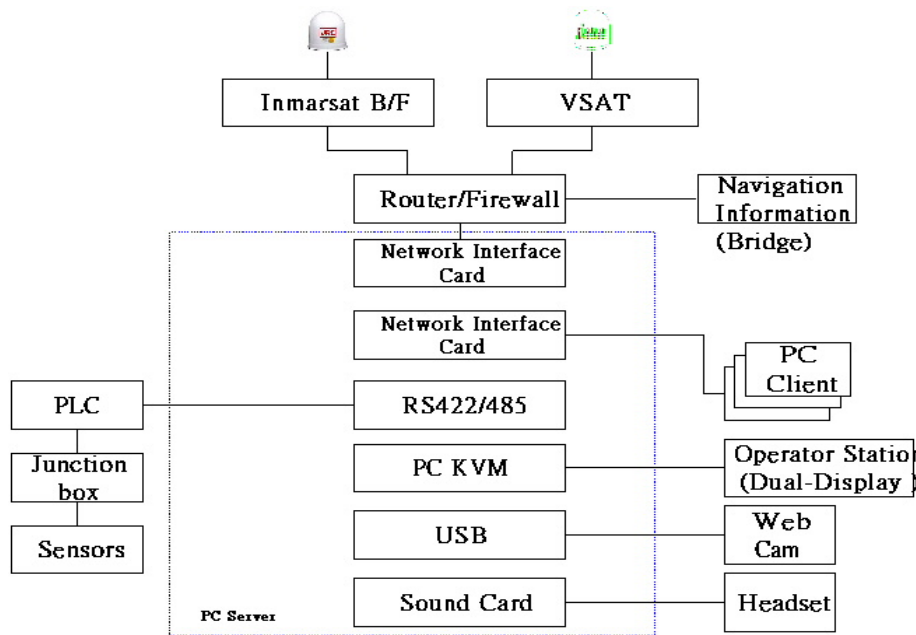 JRC
Inmarsat B/F
VSAT
Router/Firewall
Navigation
Information
(Bridge)
Network Interface
Card
Network Interface
Card
PC
Client
PLC
RS422/485
Junction
box
PC KVM
Operator Station
(Dual-Display )
Sensors
USB
Web
Cam
PC Server
Sound Card
Headset